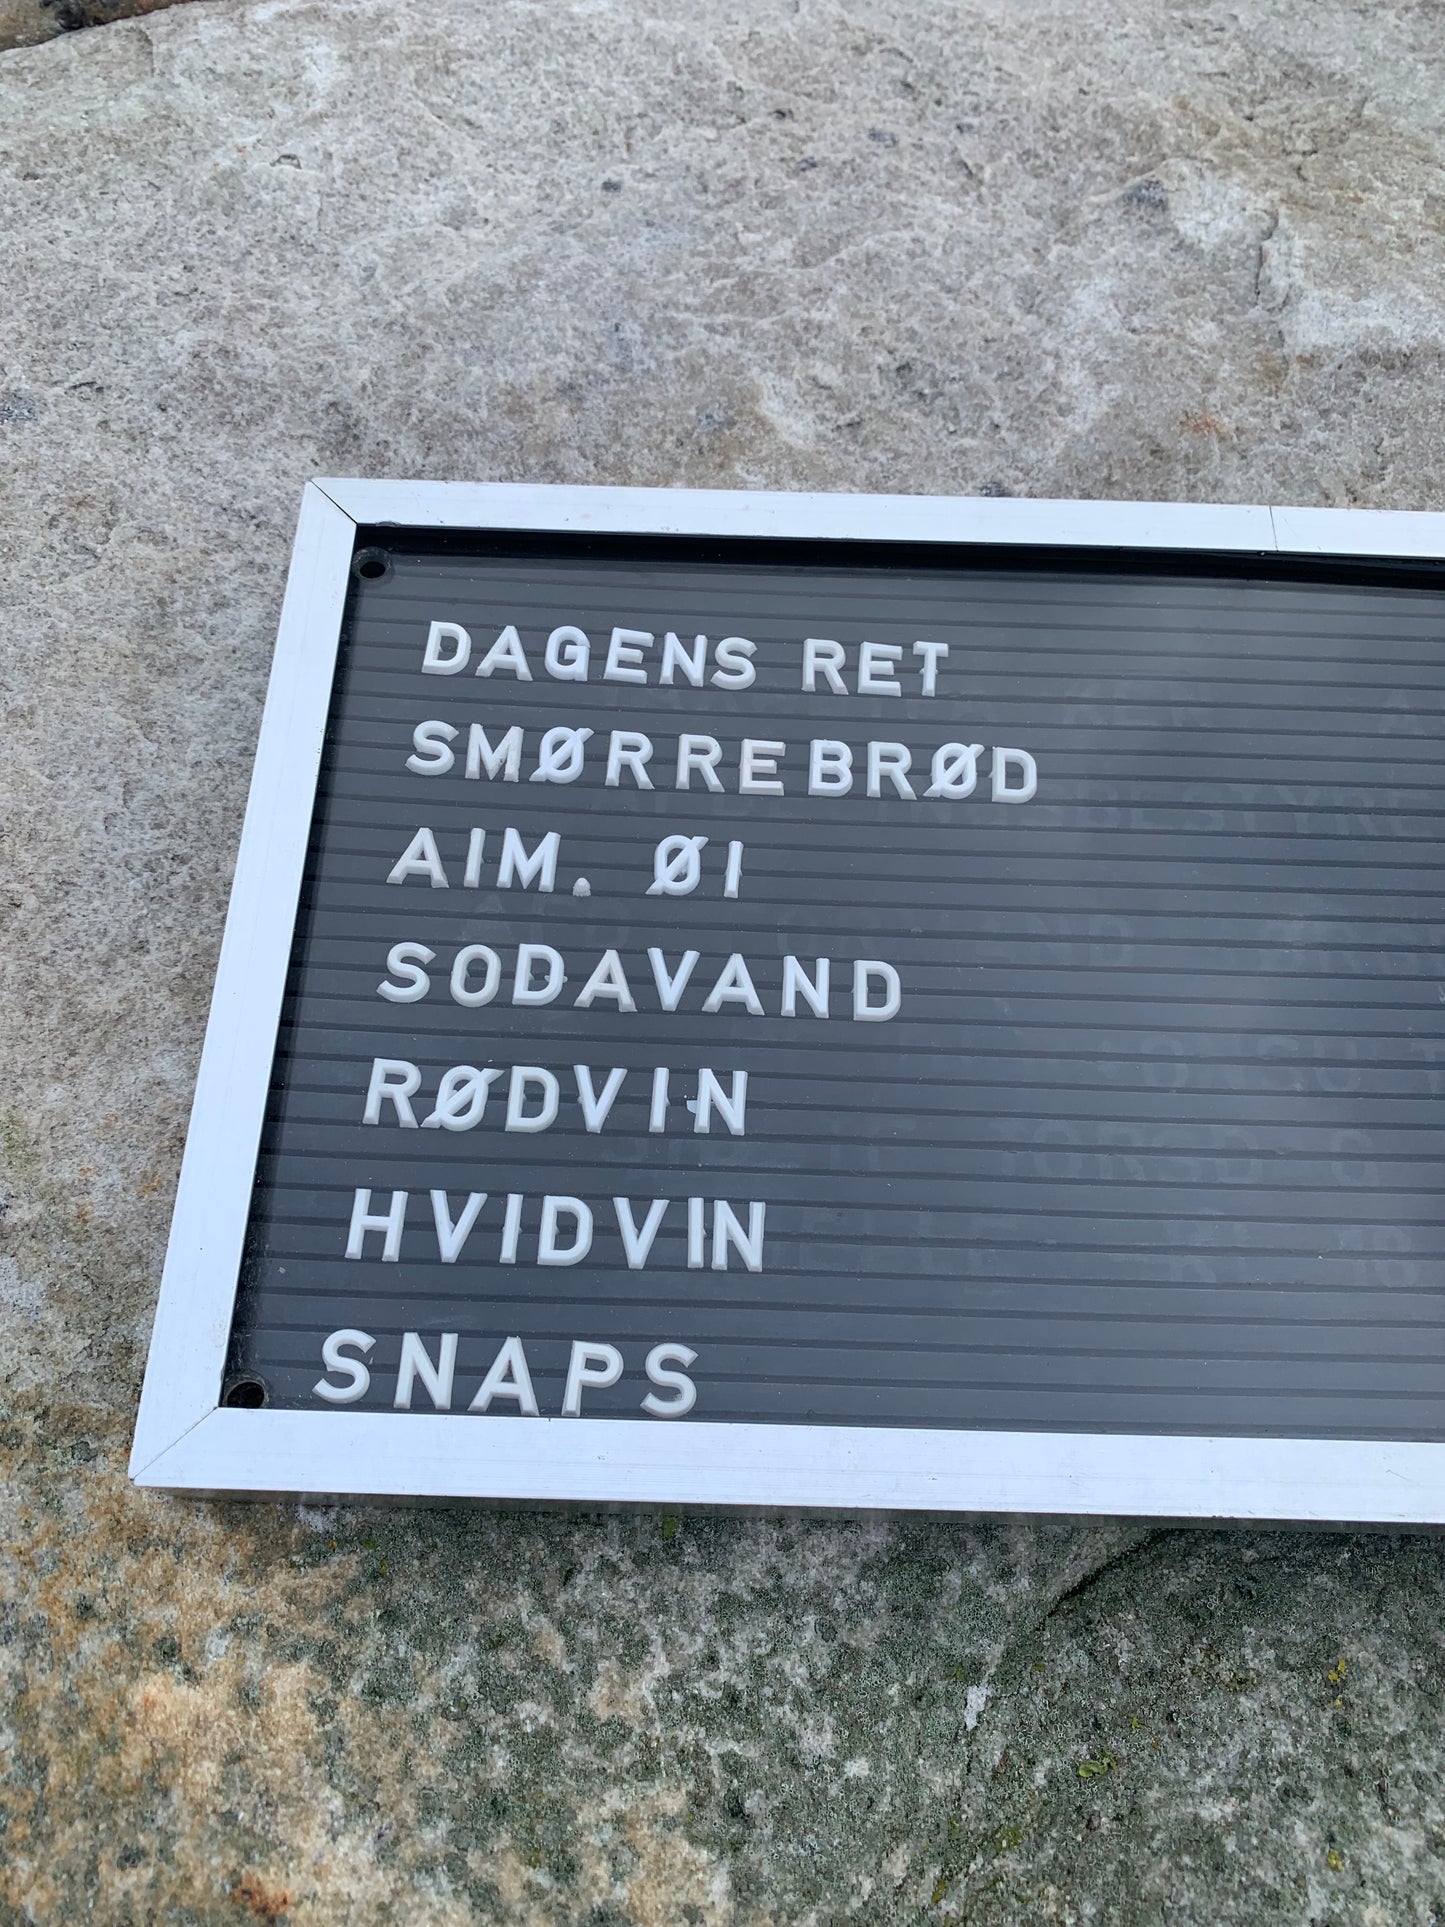 DAGENS RET
SMØRREBRØD
AIM. ØI
SODAVAND
RØDVIN
HVIDVIN
SNAPS